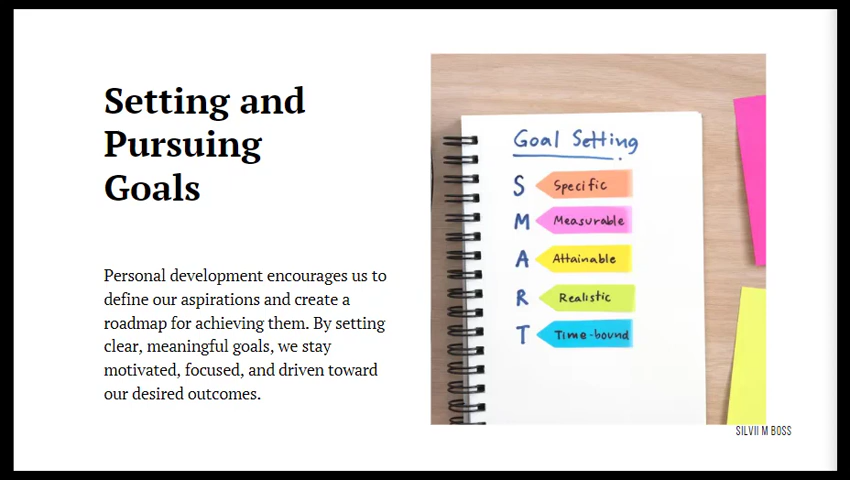 Setting and
Pursuing
Goals
Personal development encourages us to
define our aspirations and create a
roadmap for achieving them. By setting
clear, meaningful goals, we stay
motivated, focused, and driven toward
our desired outcomes.
Goal Setting
S Specific
M Measurable
A Attainable
R Realistic
T Time-bound
SILVII M BOSS